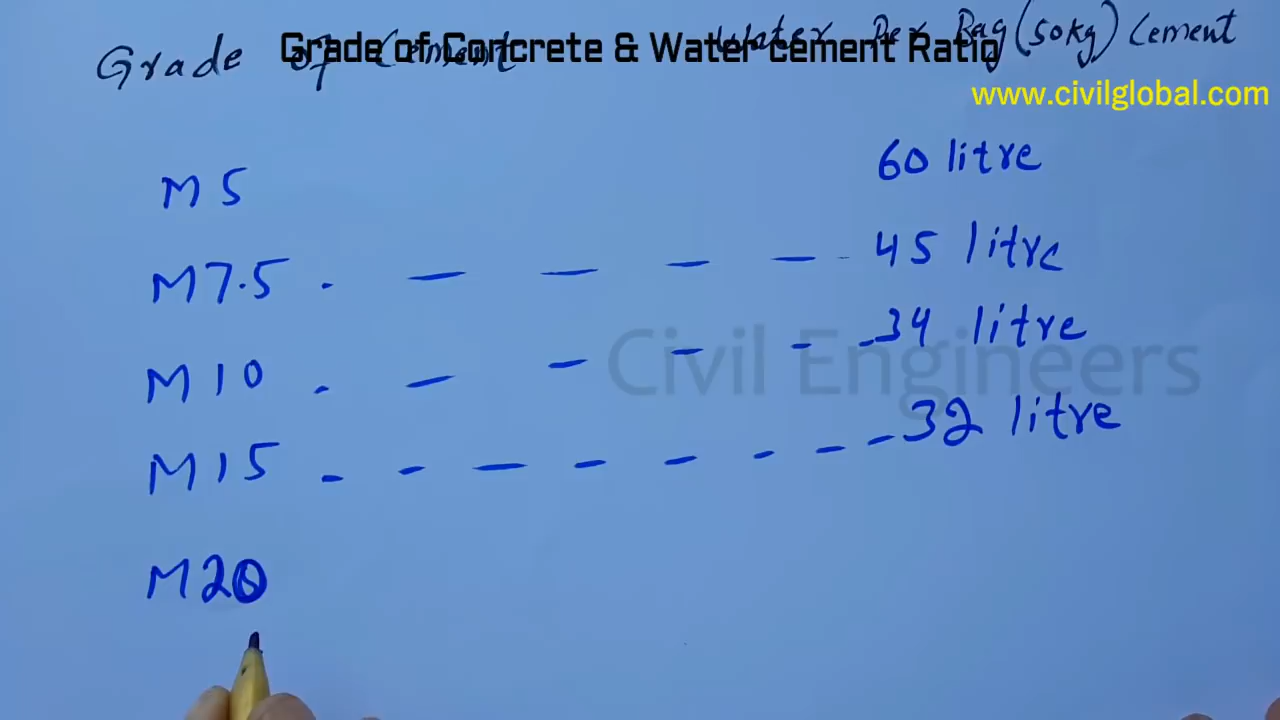 Grade of Concrete & Water cement Ratio
Grade of Cement Water Per Bag (50kg) Cement
www.civilglobal.com
M5 60 litre
M7.5 45 litre
M10 34 litre
Civil Engineers
M15 32 litre
M20